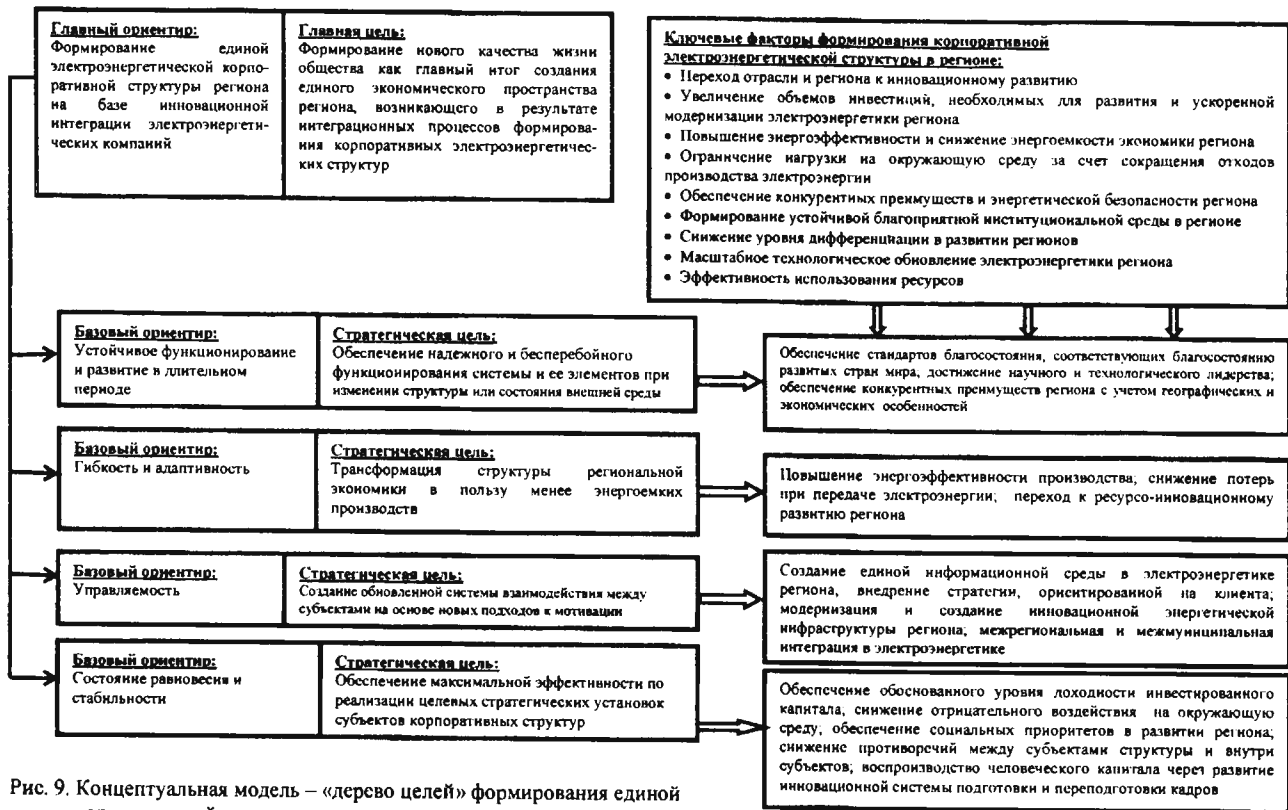 Главный ориентир:
Формирование единой
электроэнергетической корпо-
ративной структуры региона
на базе инновационной
интеграции электроэнергети-
ческих компаний
Главная цель:
Формирование нового качества жизни
общества как главный итог создания
единого экономического пространства
региона, возникающего в результате
интеграционных процессов формирова-
ния корпоративных электроэнергетичес-
ких структур
Ключевые факторы формирования корпоративной
электроэнергетической структуры в регионе:
• Переход отрасли и региона к инновационному развитию
• Увеличение объемов инвестиций, необходимых для развития и ускоренной
модернизации электроэнергетики региона
• Повышение энергоэффективности и снижение энергоемкости экономики региона
• Ограничение нагрузки на окружающую среду за счет сокращения отходов
производства электроэнергии
• Обеспечение конкурентных преимуществ и энергетической безопасности региона
• Формирование устойчивой благоприятной институциональной среды в регионе
• Снижение уровня дифференциации в развитии регионов
• Масштабное технологическое обновление электроэнергетики региона
• Эффективность использования ресурсов
Базовый ориентир:
Устойчивое функционирование
и развитие в длительном
периоде
Стратегическая цель:
Обеспечение надежного и бесперебойного
функционирования системы и ее элементов при
изменении структуры или состояния внешней среды
Обеспечение стандартов благосостояния, соответствующих благосостоянию
развитых стран мира; достижение научного и технологического лидерства;
обеспечение конкурентных преимуществ региона с учетом географических и
экономических особенностей
Базовый ориентир:
Гибкость и адаптивность
Стратегическая цель:
Трансформация структуры региональной
экономики в пользу менее энергоемких
производств
Повышение энергоэффективности производства; снижение потерь
при передаче электроэнергии; переход к ресурсо-инновационному
развитию региона
Базовый ориентир:
Управляемость
Стратегическая цель:
Создание обновленной системы взаимодействия между
субъектами на основе новых подходов к мотивации
Создание единой информационной среды в электроэнергетике
региона, внедрение стратегии, ориентированной на клиента;
модернизация и создание инновационной энергетической
инфраструктуры региона; межрегиональная и межмуниципальная
интеграция в электроэнергетике
Базовый ориентир:
Состояние равновесия и
стабильности
Стратегическая цель:
Обеспечение максимальной эффективности по
реализации целевых стратегических установок
субъектов корпоративных структур
Обеспечение обоснованного уровня доходности инвестированного
капитала; снижение отрицательного воздействия на окружающую
среду; обеспечение социальных приоритетов в развитии региона;
снижение противоречий между субъектами структуры и внутри
субъектов; воспроизводство человеческого капитала через развитие
инновационной системы подготовки и переподготовки кадров
Рис. 9. Концептуальная модель – «дерево целей» формирования единой